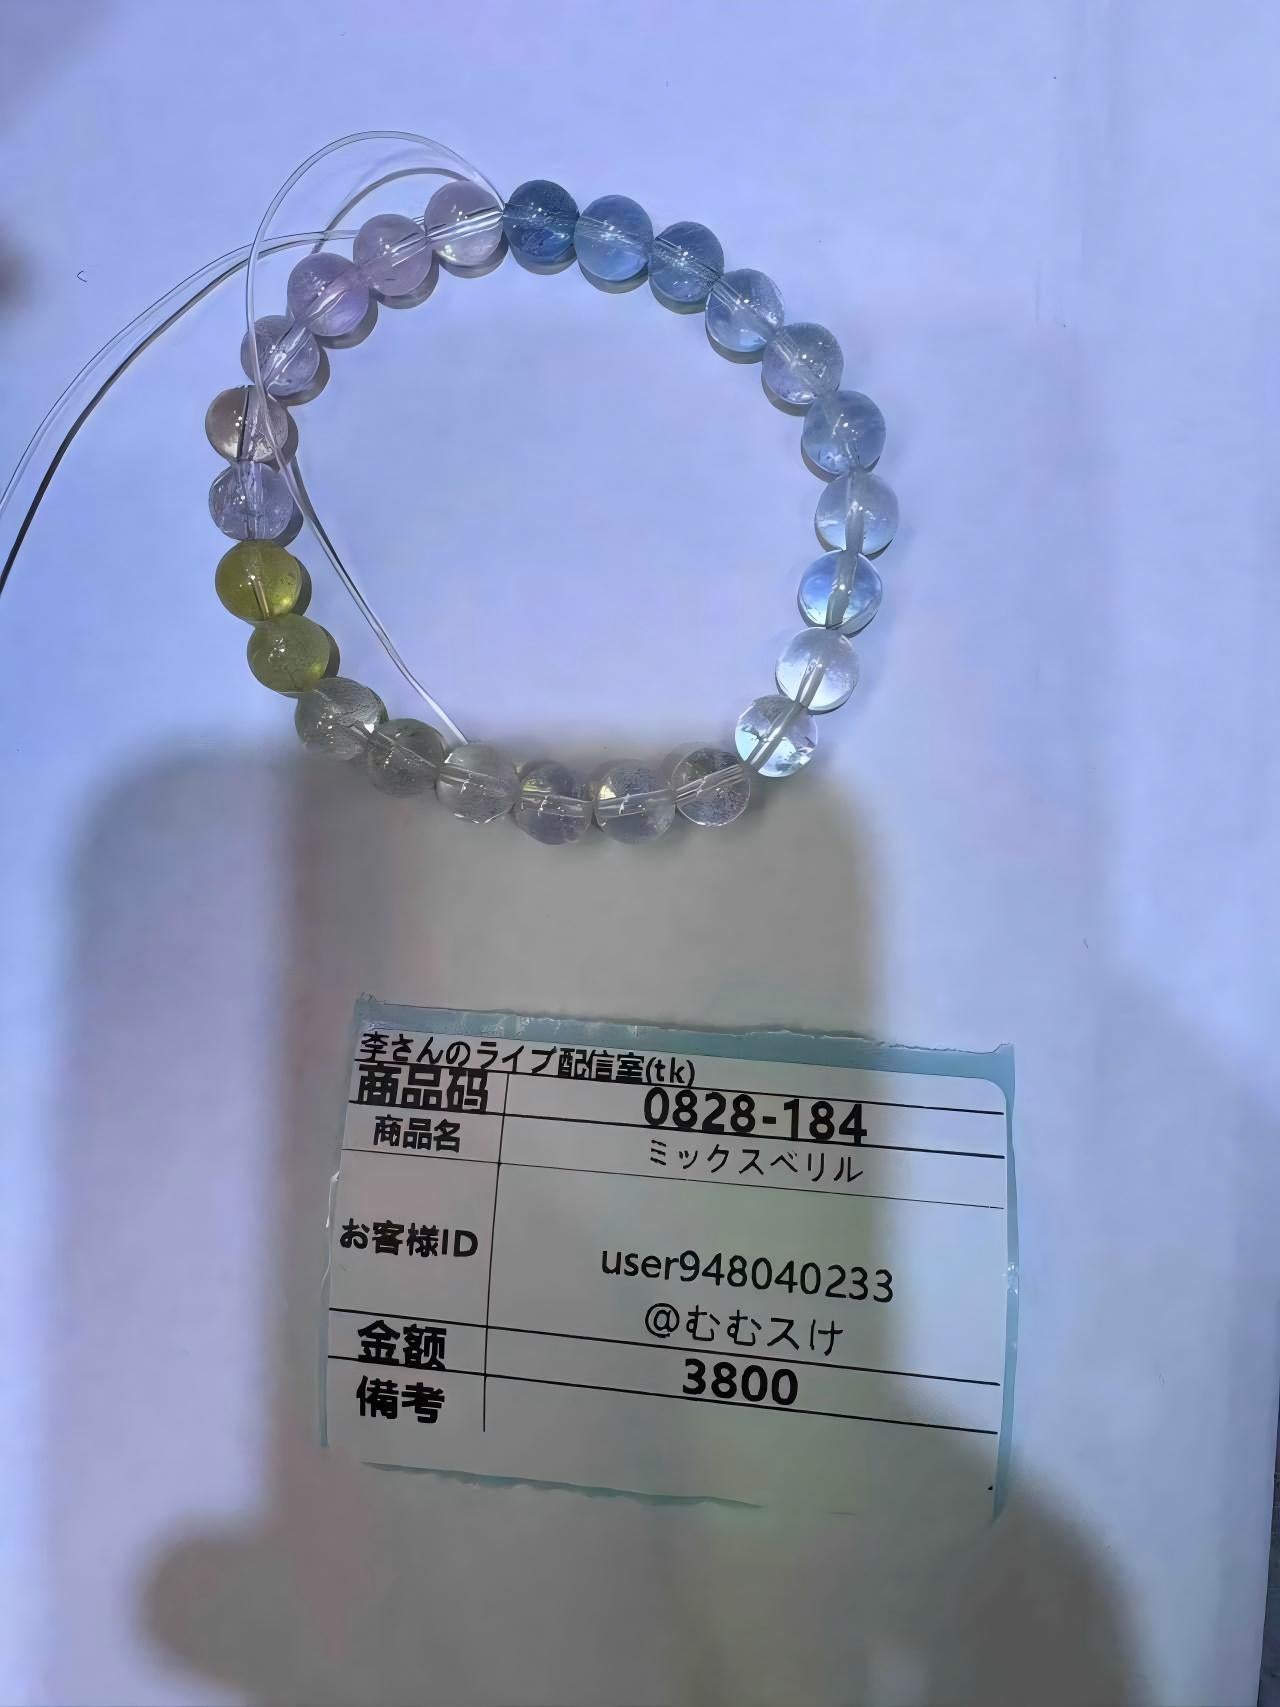 李さんのライブ配信室(tk)
商品码 0828-184
商品名 ミックスベリル
お客様ID user948040233
@むむスけ
金额 3800
備考